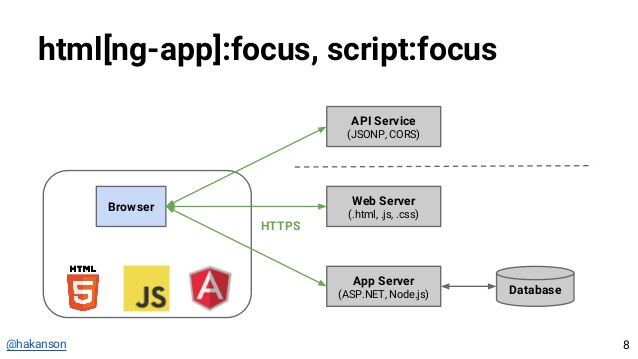 html[ng-app]:focus, script:focus
API Service
(JSONP, CORS)
Browser
Web Server
(.html, .js, .css)
HTTPS
HTML
5
JS
A
App Server
(ASP.NET, Node.js)
Database
@hakanson
8